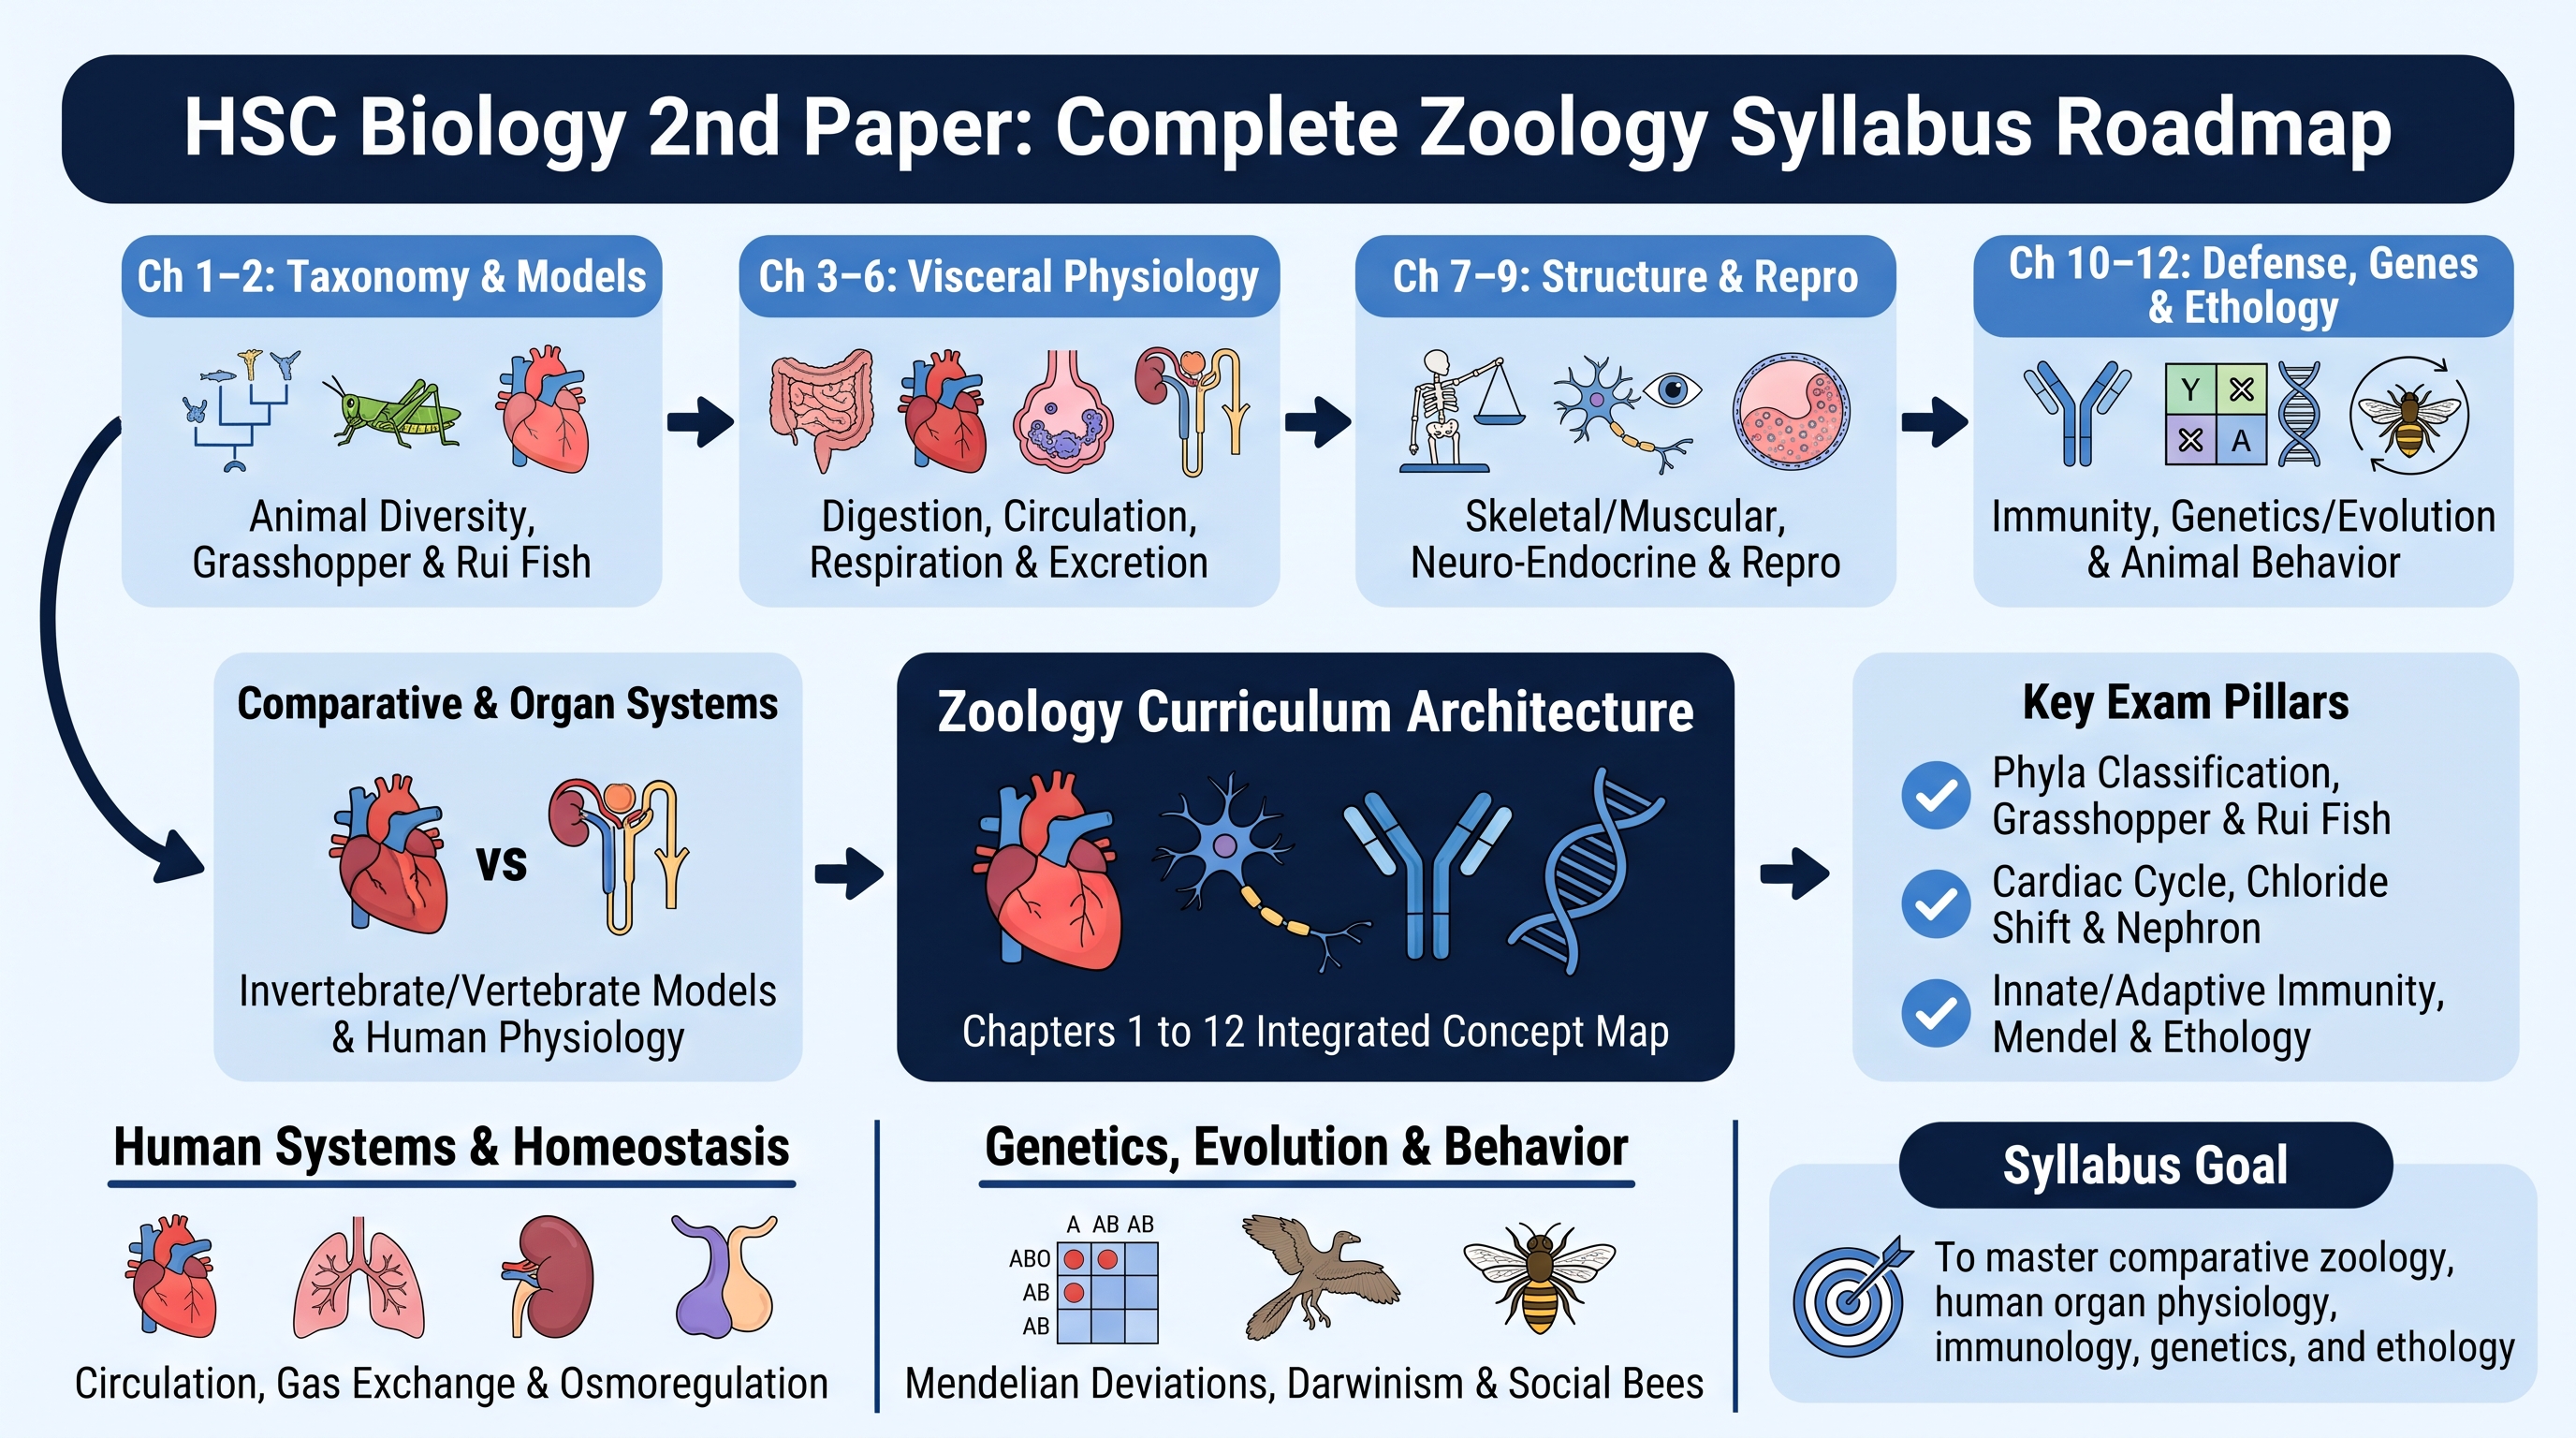 HSC Biology 2nd Paper: Complete Zoology Syllabus Roadmap
Ch 1–2: Taxonomy & Models
Animal Diversity,
Grasshopper & Rui Fish
Ch 3–6: Visceral Physiology
Digestion, Circulation,
Respiration & Excretion
Ch 7–9: Structure & Repro
Skeletal/Muscular,
Neuro-Endocrine & Repro
Ch 10–12: Defense, Genes
& Ethology
Y X
X A
Immunity, Genetics/Evolution
& Animal Behavior
Comparative & Organ Systems
vs
Invertebrate/Vertebrate Models
& Human Physiology
Zoology Curriculum Architecture
Chapters 1 to 12 Integrated Concept Map
Key Exam Pillars
Phyla Classification,
Grasshopper & Rui Fish
Cardiac Cycle, Chloride
Shift & Nephron
Innate/Adaptive Immunity,
Mendel & Ethology
Human Systems & Homeostasis
Circulation, Gas Exchange & Osmoregulation
Genetics, Evolution & Behavior
A AB AB
ABO
AB
AB
Mendelian Deviations, Darwinism & Social Bees
Syllabus Goal
To master comparative zoology,
human organ physiology,
immunology, genetics, and ethology